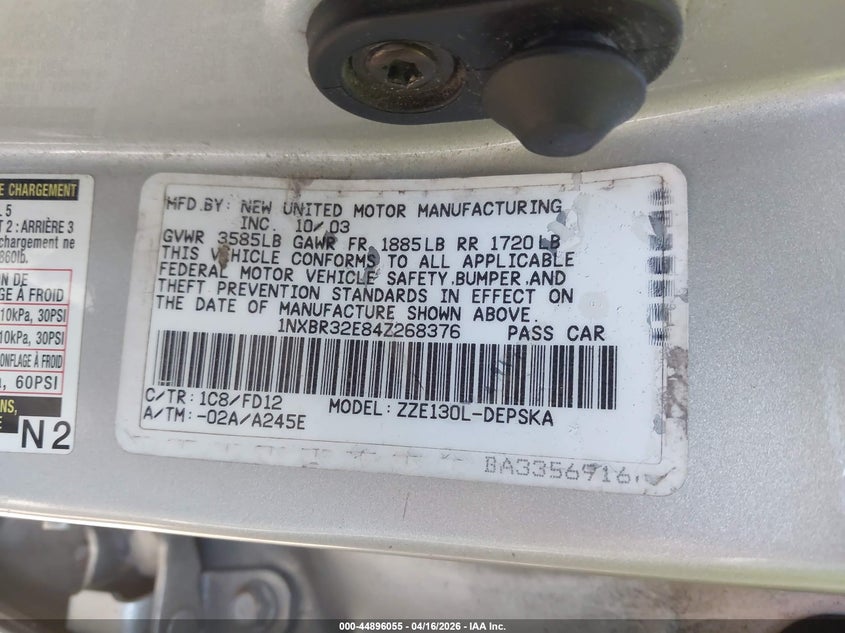 E CHARGEMENT
L 5
T 2 : ARRIÈRE 3
chargement ne
860lb.
ON DE
GE À FROID
10kPa, 30PSI
10kPa, 30PSI
GONFLAGE À FROID
a, 60PSI
N2
MFD.BY: NEW UNITED MOTOR MANUFACTURING
INC. 10/03
GVWR 3585LB GAWR FR 1885LB RR 1720LB
THIS VEHICLE CONFORMS TO ALL APPLICABLE
FEDERAL MOTOR VEHICLE SAFETY,BUMPER,AND
THEFT PREVENTION STANDARDS IN EFFECT ON
THE DATE OF MANUFACTURE SHOWN ABOVE.
1NXBR32E84Z268376 PASS CAR
C/TR: 1C8/FD12
A/TM: -02A/A245E MODEL: ZZE130L-DEPSKA
BA3356916
000-44896055 - 04/16/2026 - IAA Inc.